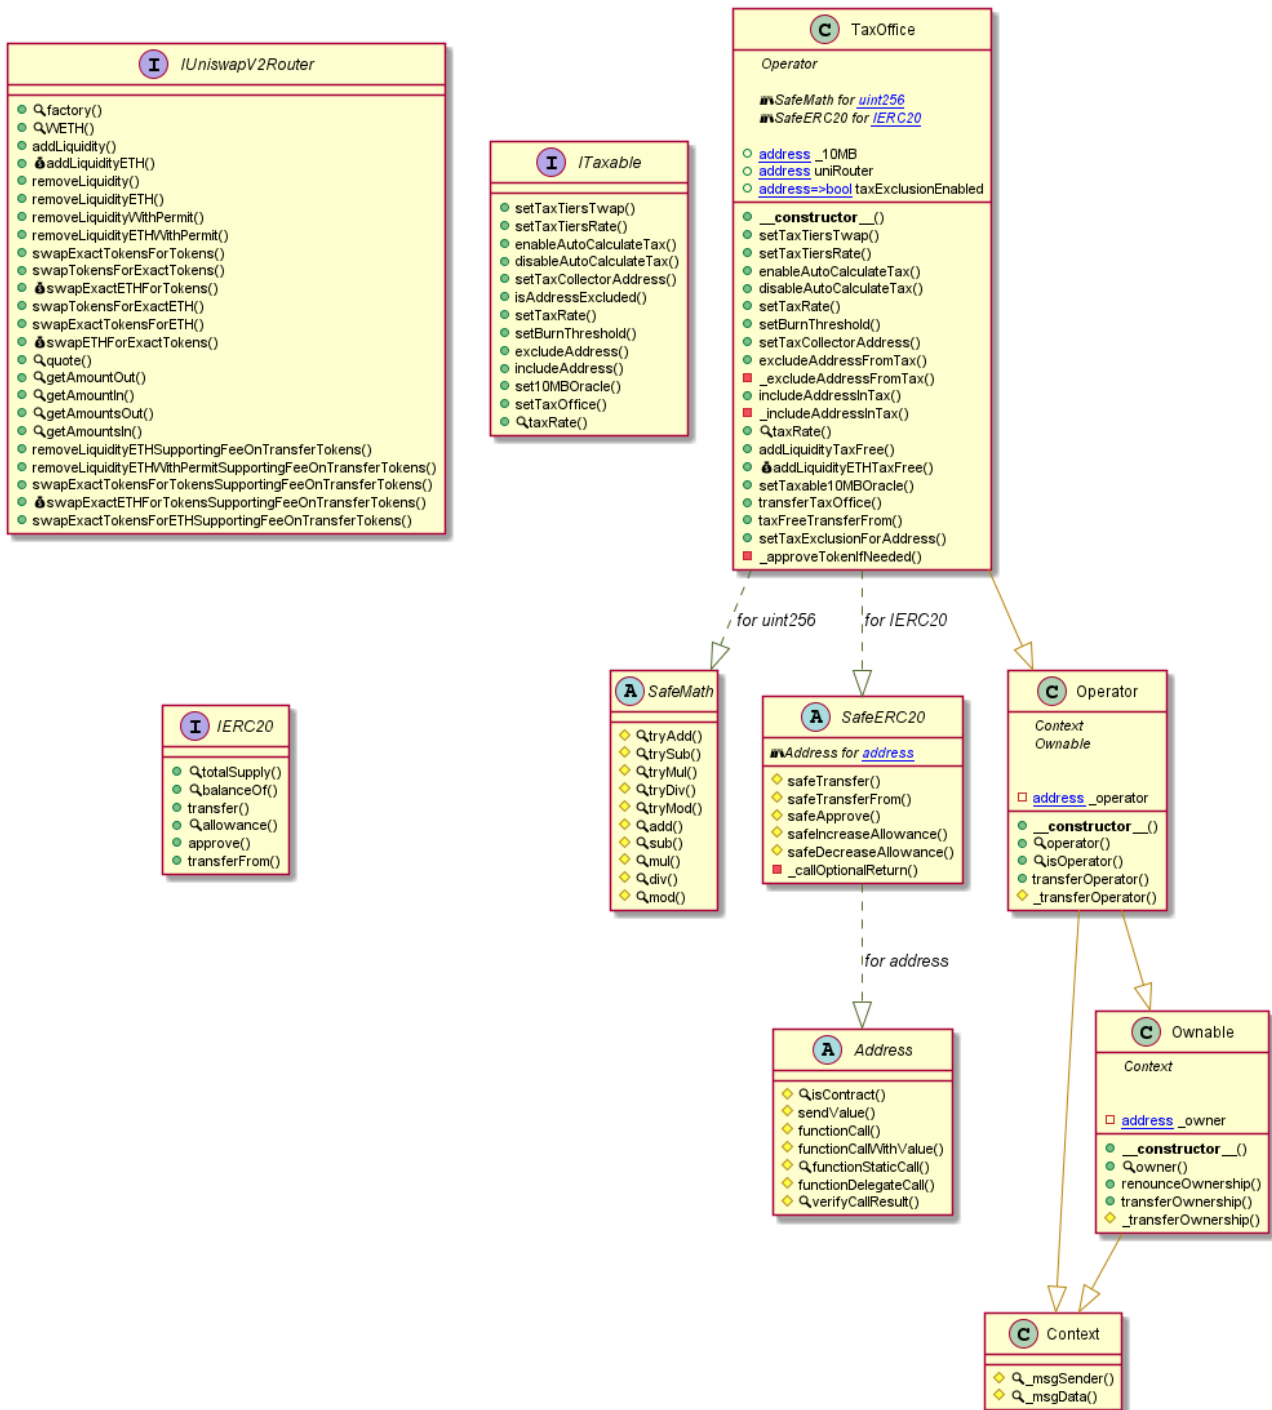 I IUniswapV2Router
factory()
WETH()
addLiquidity()
addLiquidityETH()
removeLiquidity()
removeLiquidityETH()
removeLiquidityWithPermit()
removeLiquidityETHWithPermit()
swapExactTokensForTokens()
swapTokensForExactTokens()
swapExactETHForTokens()
swapTokensForExactETH()
swapExactTokensForETH()
swapETHForExactTokens()
quote()
getAmountOut()
getAmountIn()
getAmountsOut()
getAmountsIn()
removeLiquidityETHSupportingFeeOnTransferTokens()
removeLiquidityETHWithPermitSupportingFeeOnTransferTokens()
swapExactTokensForTokensSupportingFeeOnTransferTokens()
swapExactETHForTokensSupportingFeeOnTransferTokens()
swapExactTokensForETHSupportingFeeOnTransferTokens()
I ITaxable
setTaxTiersTwap()
setTaxTiersRate()
enableAutoCalculateTax()
disableAutoCalculateTax()
setTaxCollectorAddress()
isAddressExcluded()
setTaxRate()
setBurnThreshold()
excludeAddress()
includeAddress()
set10MBOracle()
setTaxOffice()
taxRate()
C TaxOffice
Operator
SafeMath for uint256
SafeERC20 for IERC20
address _10MB
address uniRouter
address=>bool taxExclusionEnabled
__constructor__()
setTaxTiersTwap()
setTaxTiersRate()
enableAutoCalculateTax()
disableAutoCalculateTax()
setTaxRate()
setBurnThreshold()
setTaxCollectorAddress()
excludeAddressFromTax()
_excludeAddressFromTax()
includeAddressInTax()
_includeAddressInTax()
taxRate()
addLiquidityTaxFree()
addLiquidityETHTaxFree()
setTaxable10MBOracle()
transferTaxOffice()
taxFreeTransferFrom()
setTaxExclusionForAddress()
_approveTokenIfNeeded()
for uint256
for IERC20
I IERC20
totalSupply()
balanceOf()
transfer()
allowance()
approve()
transferFrom()
A SafeMath
tryAdd()
trySub()
tryMul()
tryDiv()
tryMod()
add()
sub()
mul()
div()
mod()
A SafeERC20
Address for address
safeTransfer()
safeTransferFrom()
safeApprove()
safeIncreaseAllowance()
safeDecreaseAllowance()
_callOptionalReturn()
C Operator
Context
Ownable
address _operator
__constructor__()
operator()
isOperator()
transferOperator()
_transferOperator()
for address
A Address
isContract()
sendValue()
functionCall()
functionCallWithValue()
functionStaticCall()
functionDelegateCall()
verifyCallResult()
C Ownable
Context
address _owner
__constructor__()
owner()
renounceOwnership()
transferOwnership()
_transferOwnership()
C Context
_msgSender()
_msgData()